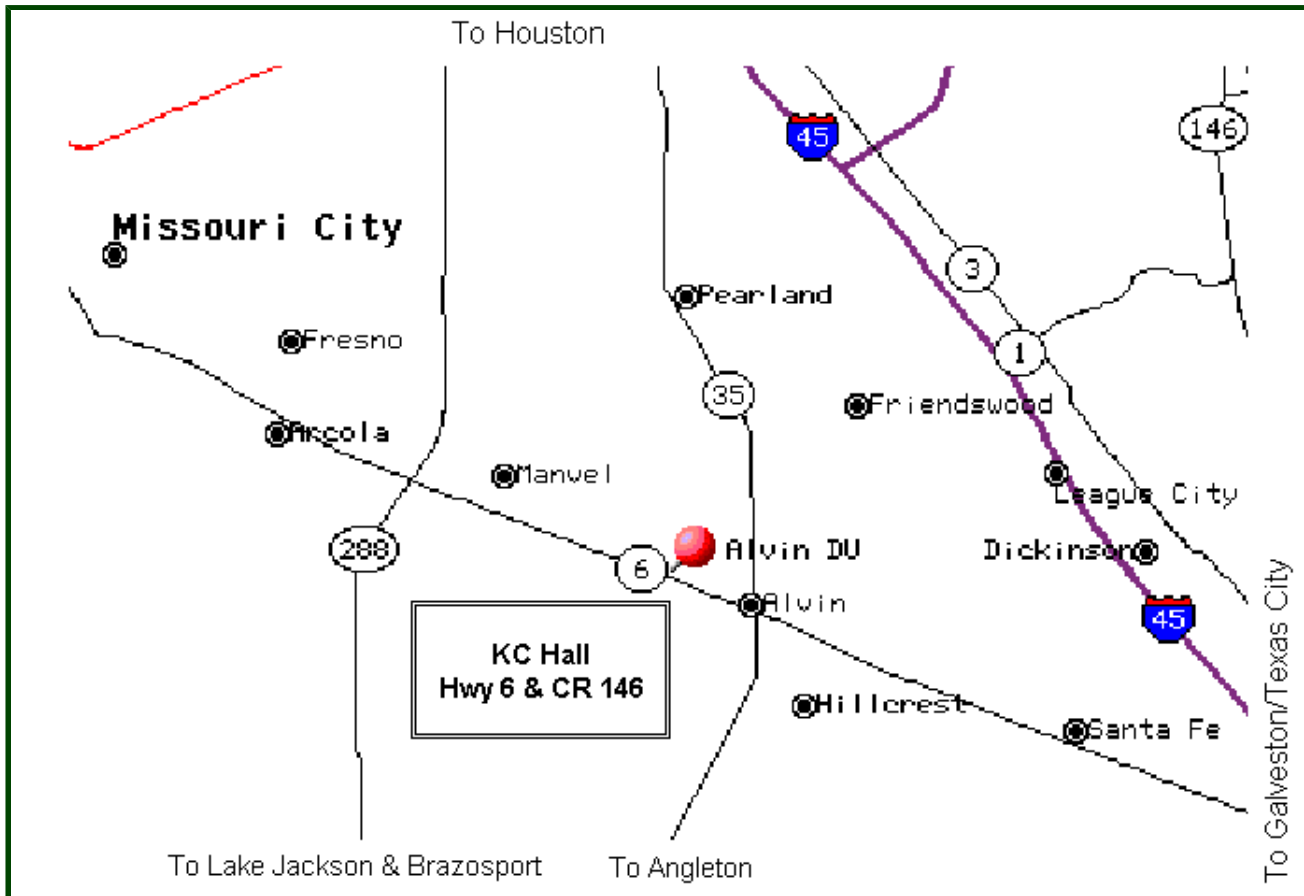 To Houston
45
146
Missouri City
3
Pearland
Fresno
1
35
Friendswood
Arcola
Manvel
League City
288
6
Alvin DU
Dickinson
Alvin
45
KC Hall
Hwy 6 & CR 146
Hillcrest
Santa Fe
To Galveston/Texas City
To Lake Jackson & Brazosport
To Angleton